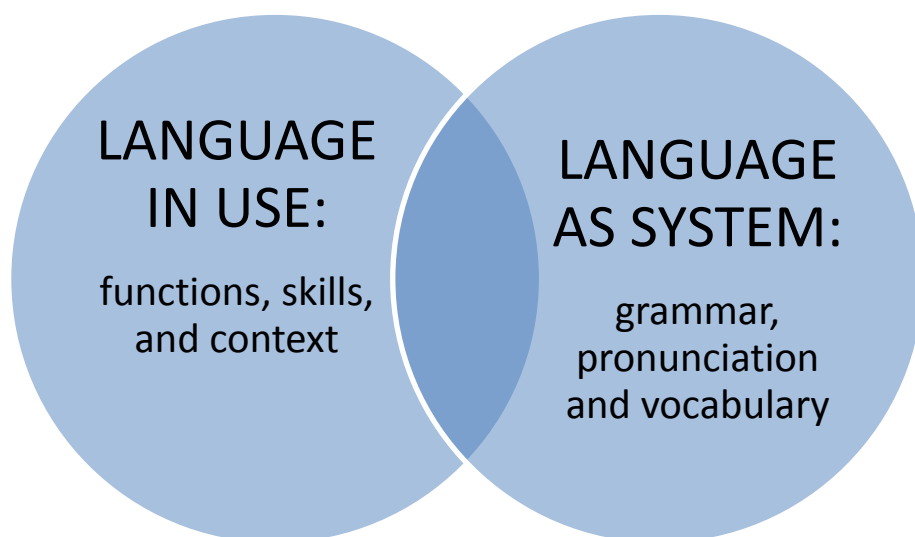 LANGUAGE
IN USE:
functions, skills,
and context
LANGUAGE
AS SYSTEM:
grammar,
pronunciation
and vocabulary